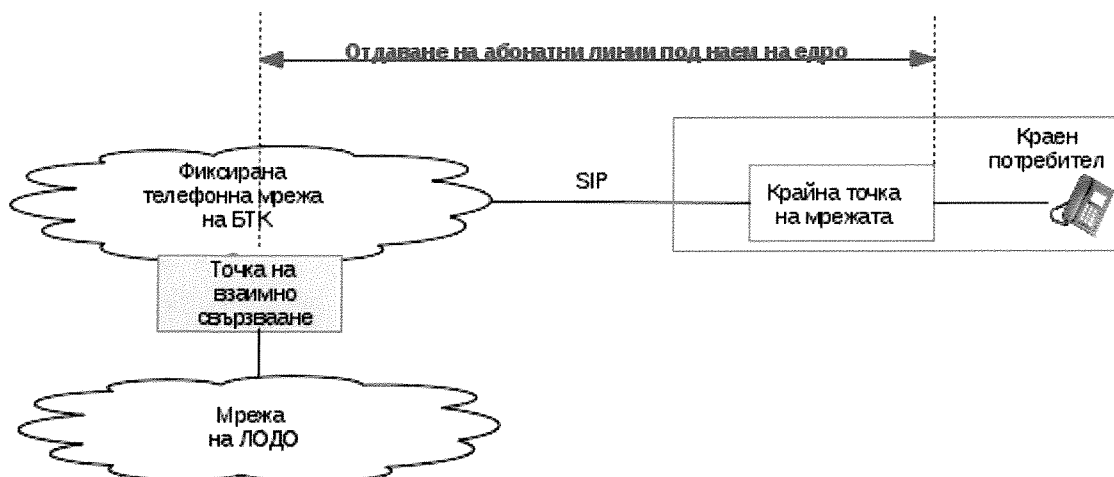 Отдаване на абонатни линии под наем на едро
Краен
потребител
Фиксирана
телефонна мрежа
на БТК
SIP
Крайна точка
на мрежата
Точка на
взаимно
свързваане
Мрежа
на ЛОДО